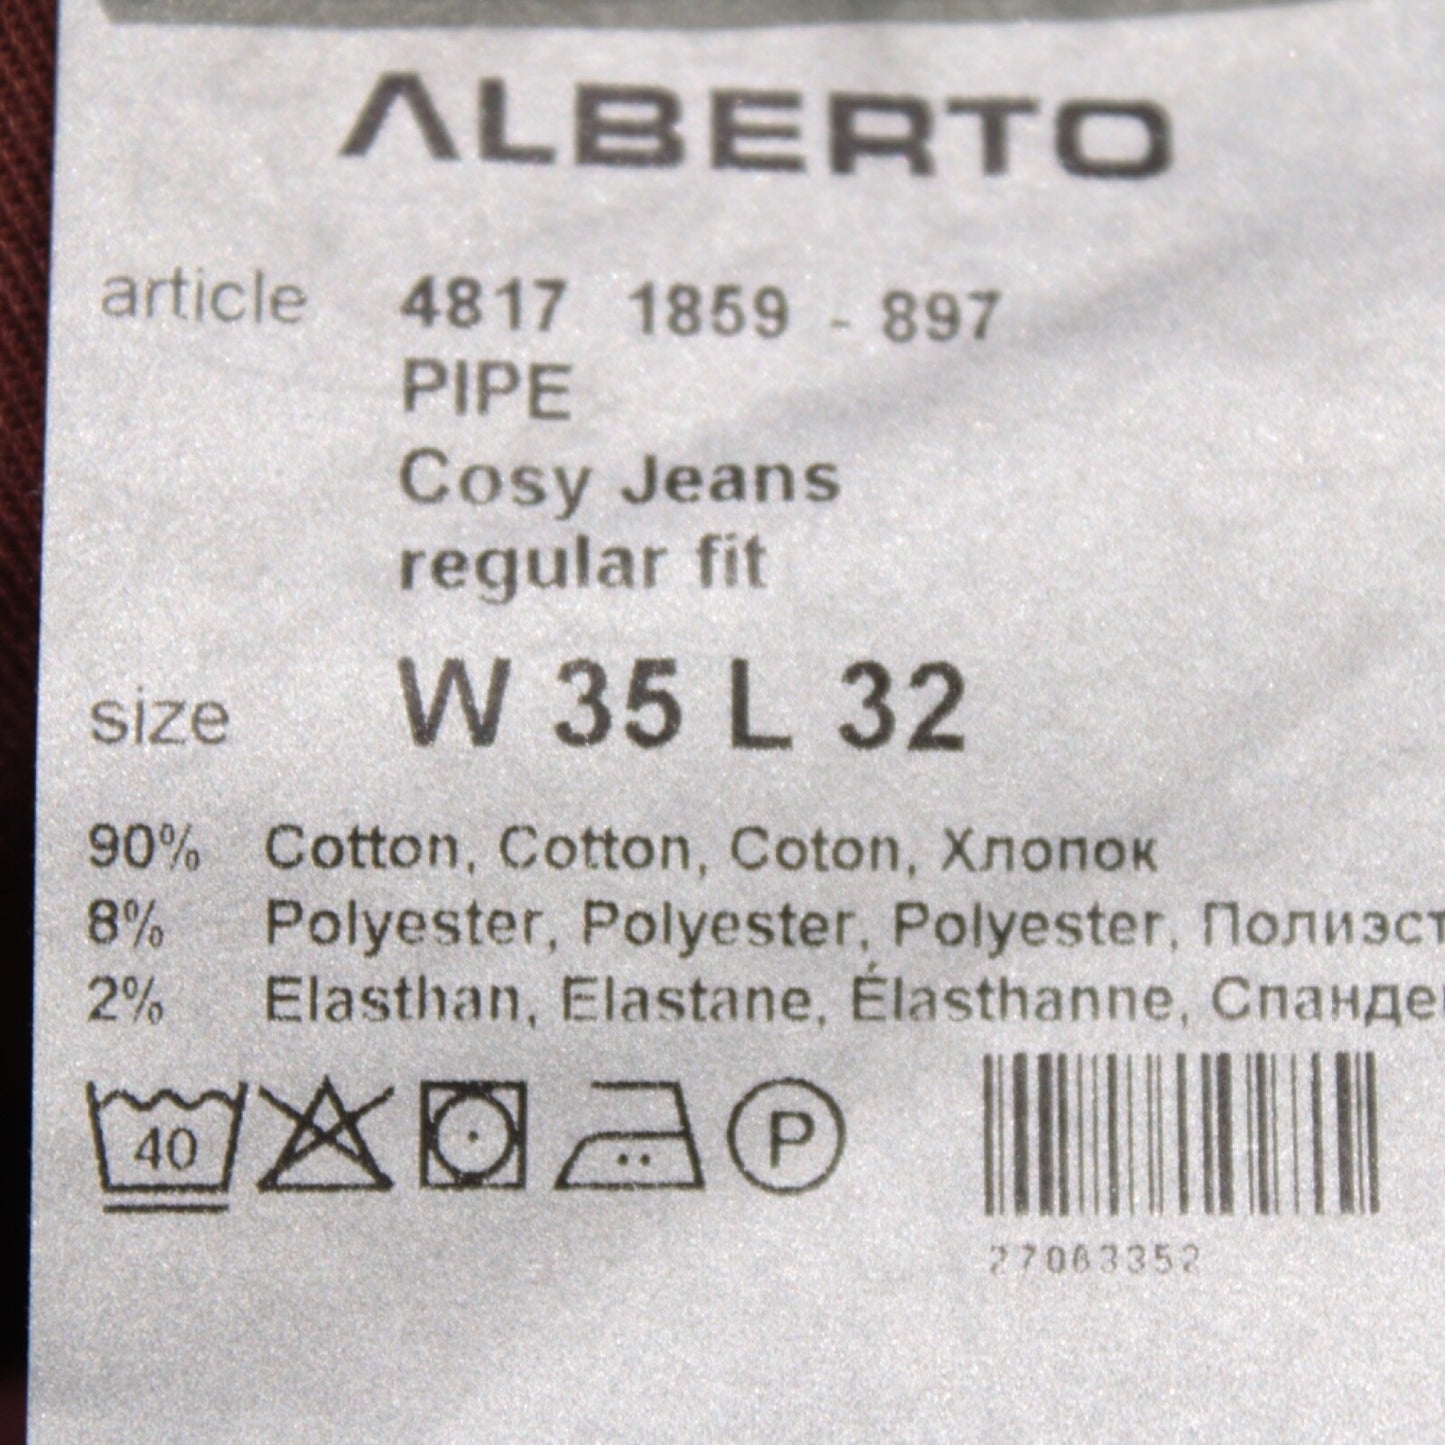 ALBERTO
article 4817 1859 - 897
PIPE
Cosy Jeans
regular fit
size W 35 L 32
90% Cotton, Cotton, Coton, Хлопок
8% Polyester, Polyester, Polyester, Полиэст
2% Elasthan, Elastane, Élasthanne, Спанде
40
P
27063352